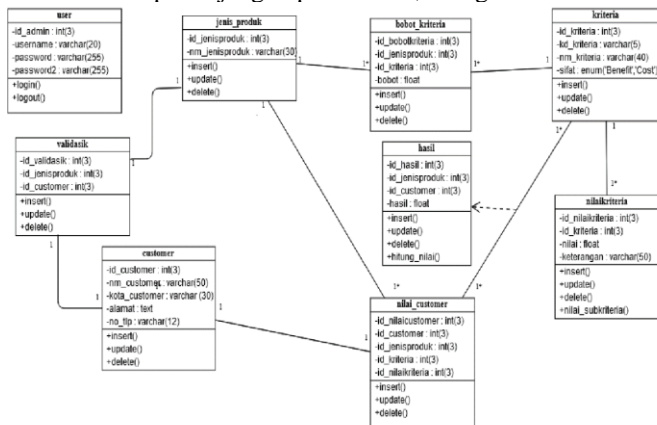 user
-id_admin : int(3)
-username : varchar(20)
-password : varchar(255)
-password2 : varchar(255)
+login()
+logout()
jenis_produk
-id_jenisproduk : int(3)
-nm_jenisproduk : varchar(30)
+insert()
+update()
+delete()
bobot_kriteria
-id_bobotkriteria : int(3)
-id_jenisproduk : int(3)
-id_kriteria : int(3)
-bobot : float
+insert()
+update()
+delete()
kriteria
-id_kriteria : int(3)
-kd_kriteria : varchar(5)
-nm_kriteria : varchar(40)
-sifat : enum('Benefit','Cost')
+insert()
+update()
+delete()
validasik
-id_validasik : int(3)
-id_jenisproduk : int(3)
-id_customer : int(3)
+insert()
+update()
+delete()
hasil
-id_hasil : int(3)
-id_jenisproduk : int(3)
-id_customer : int(3)
-hasil : float
+insert()
+update()
+delete()
+hitung_nilai()
nilaikriteria
-id_nilaikriteria : int(3)
-id_kriteria : int(3)
-nilai : float
-keterangan : varchar(50)
+insert()
+update()
+delete()
+nilai_subkriteria()
customer
-id_customer : int(3)
-nm_customer : varchar(50)
-kota_customer : varchar (30)
-alamat : text
-no_tlp : varchar(12)
+insert()
+update()
+delete()
nilai_customer
-id_nilaicustomer : int(3)
-id_customer : int(3)
-id_jenisproduk : int(3)
-id_kriteria : int(3)
-id_nilaikriteria : int(3)
+insert()
+update()
+delete()
1
1
1
1*
1*
1
1
1
1*
1*
1
1
1
1
1*
1*
1
1